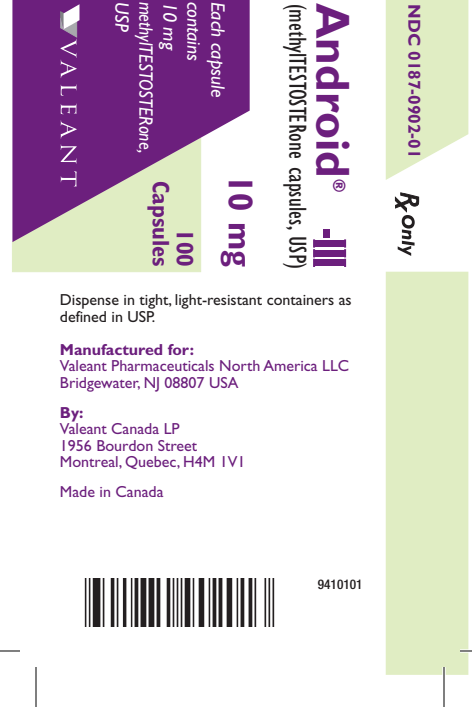 NDC 0187-0902-01
Rx Only
Android® -III
(methylTESTOSTERone capsules, USP)
10 mg
100
Capsules
Each capsule
contains
10 mg
methylTESTOSTERone,
USP
VALEANT
Dispense in tight, light-resistant containers as
defined in USP.
Manufactured for:
Valeant Pharmaceuticals North America LLC
Bridgewater, NJ 08807 USA
By:
Valeant Canada LP
1956 Bourdon Street
Montreal, Quebec, H4M 1V1
Made in Canada
9410101